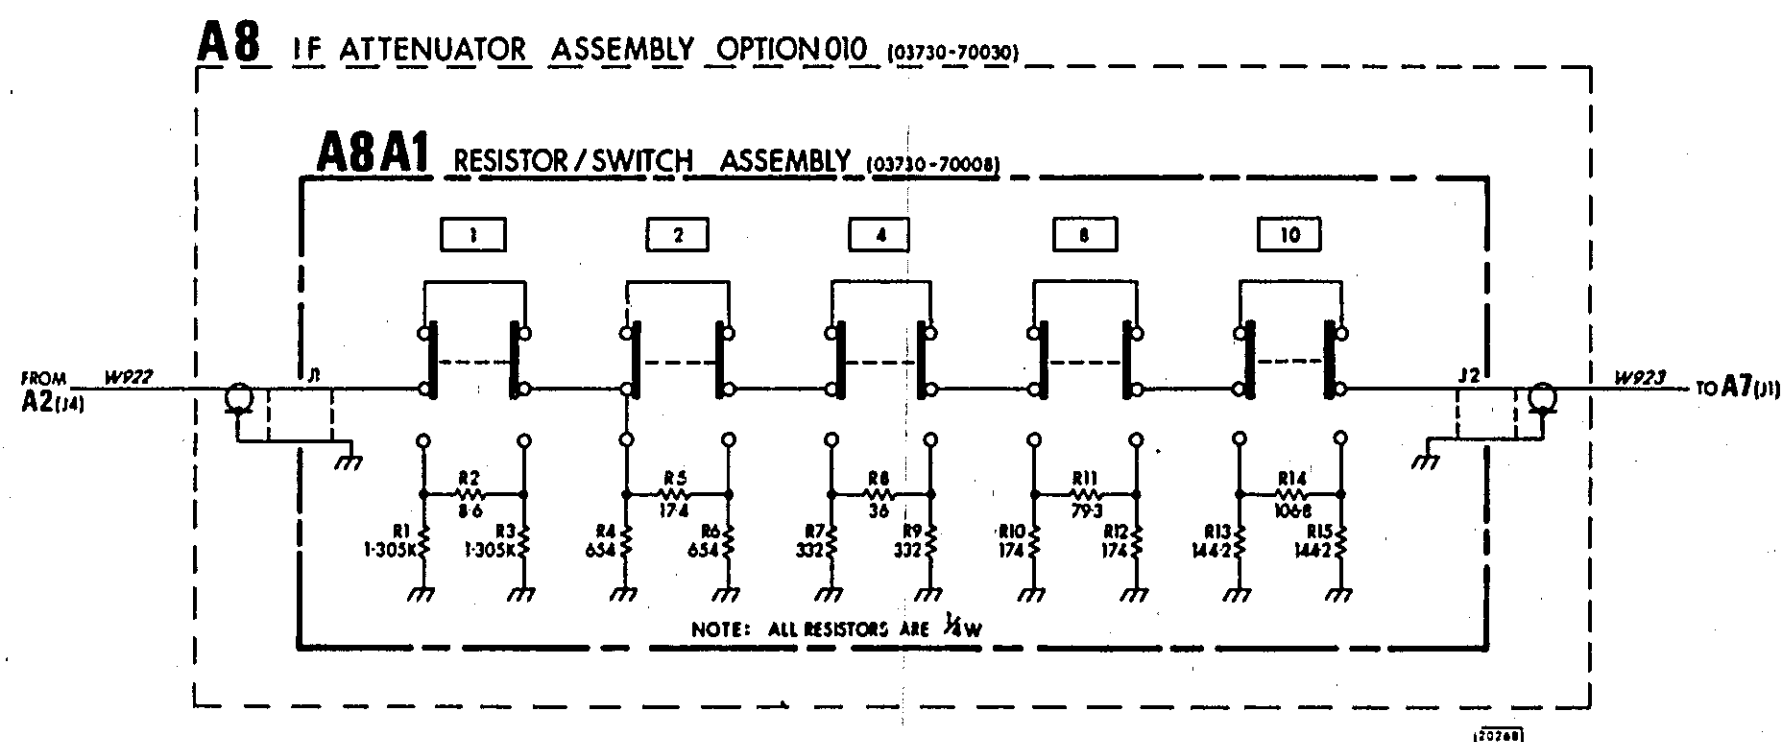 A8 IF ATTENUATOR ASSEMBLY OPTION 010 (03730-70030)
A8A1 RESISTOR/SWITCH ASSEMBLY (03730-70008)
1 2 4 8 10
FROM A2(J4)
W922
J1
J2
W923
TO A7(J1)
R2 8·6
R5 17·4
R8 36
R11 79·3
R14 106·8
R1 1·305K
R3 1·305K
R4 654
R6 654
R7 332
R9 332
R10 174
R12 174
R13 144·2
R15 144·2
NOTE: ALL RESISTORS ARE ¼W
20268